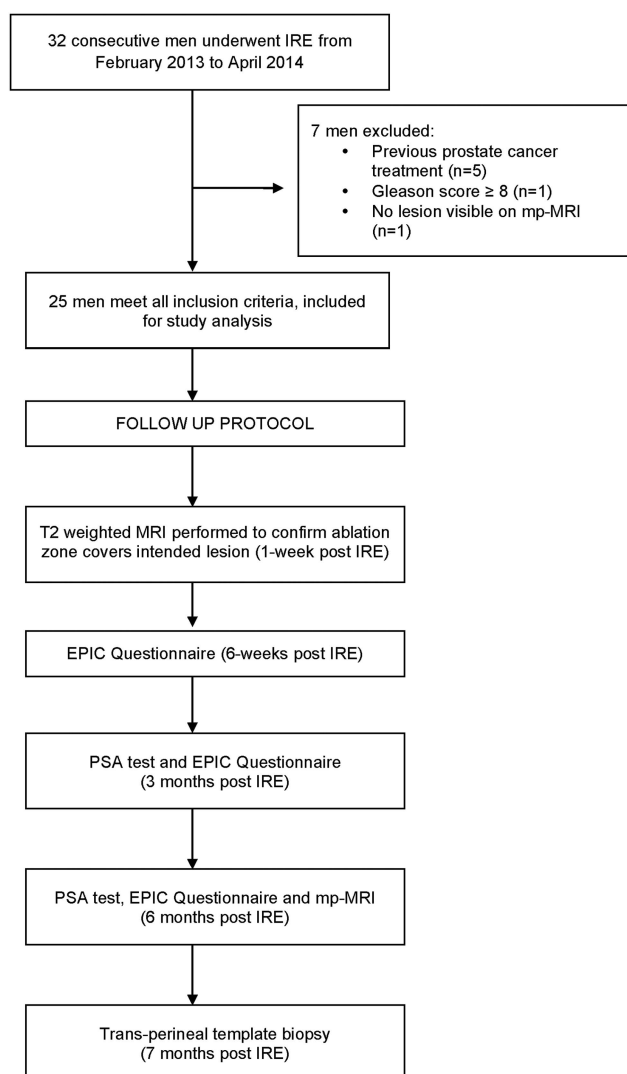 32 consecutive men underwent IRE from
February 2013 to April 2014
7 men excluded:
• Previous prostate cancer
treatment (n=5)
• Gleason score ≥ 8 (n=1)
• No lesion visible on mp-MRI
(n=1)
25 men meet all inclusion criteria, included
for study analysis
FOLLOW UP PROTOCOL
T2 weighted MRI performed to confirm ablation
zone covers intended lesion (1-week post IRE)
EPIC Questionnaire (6-weeks post IRE)
PSA test and EPIC Questionnaire
(3 months post IRE)
PSA test, EPIC Questionnaire and mp-MRI
(6 months post IRE)
Trans-perineal template biopsy
(7 months post IRE)